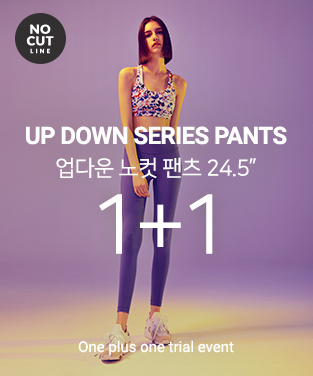 NO
CUT
LINE
UP DOWN SERIES PANTS
업다운 노컷 팬츠 24.5”
1+1
One plus one trial event